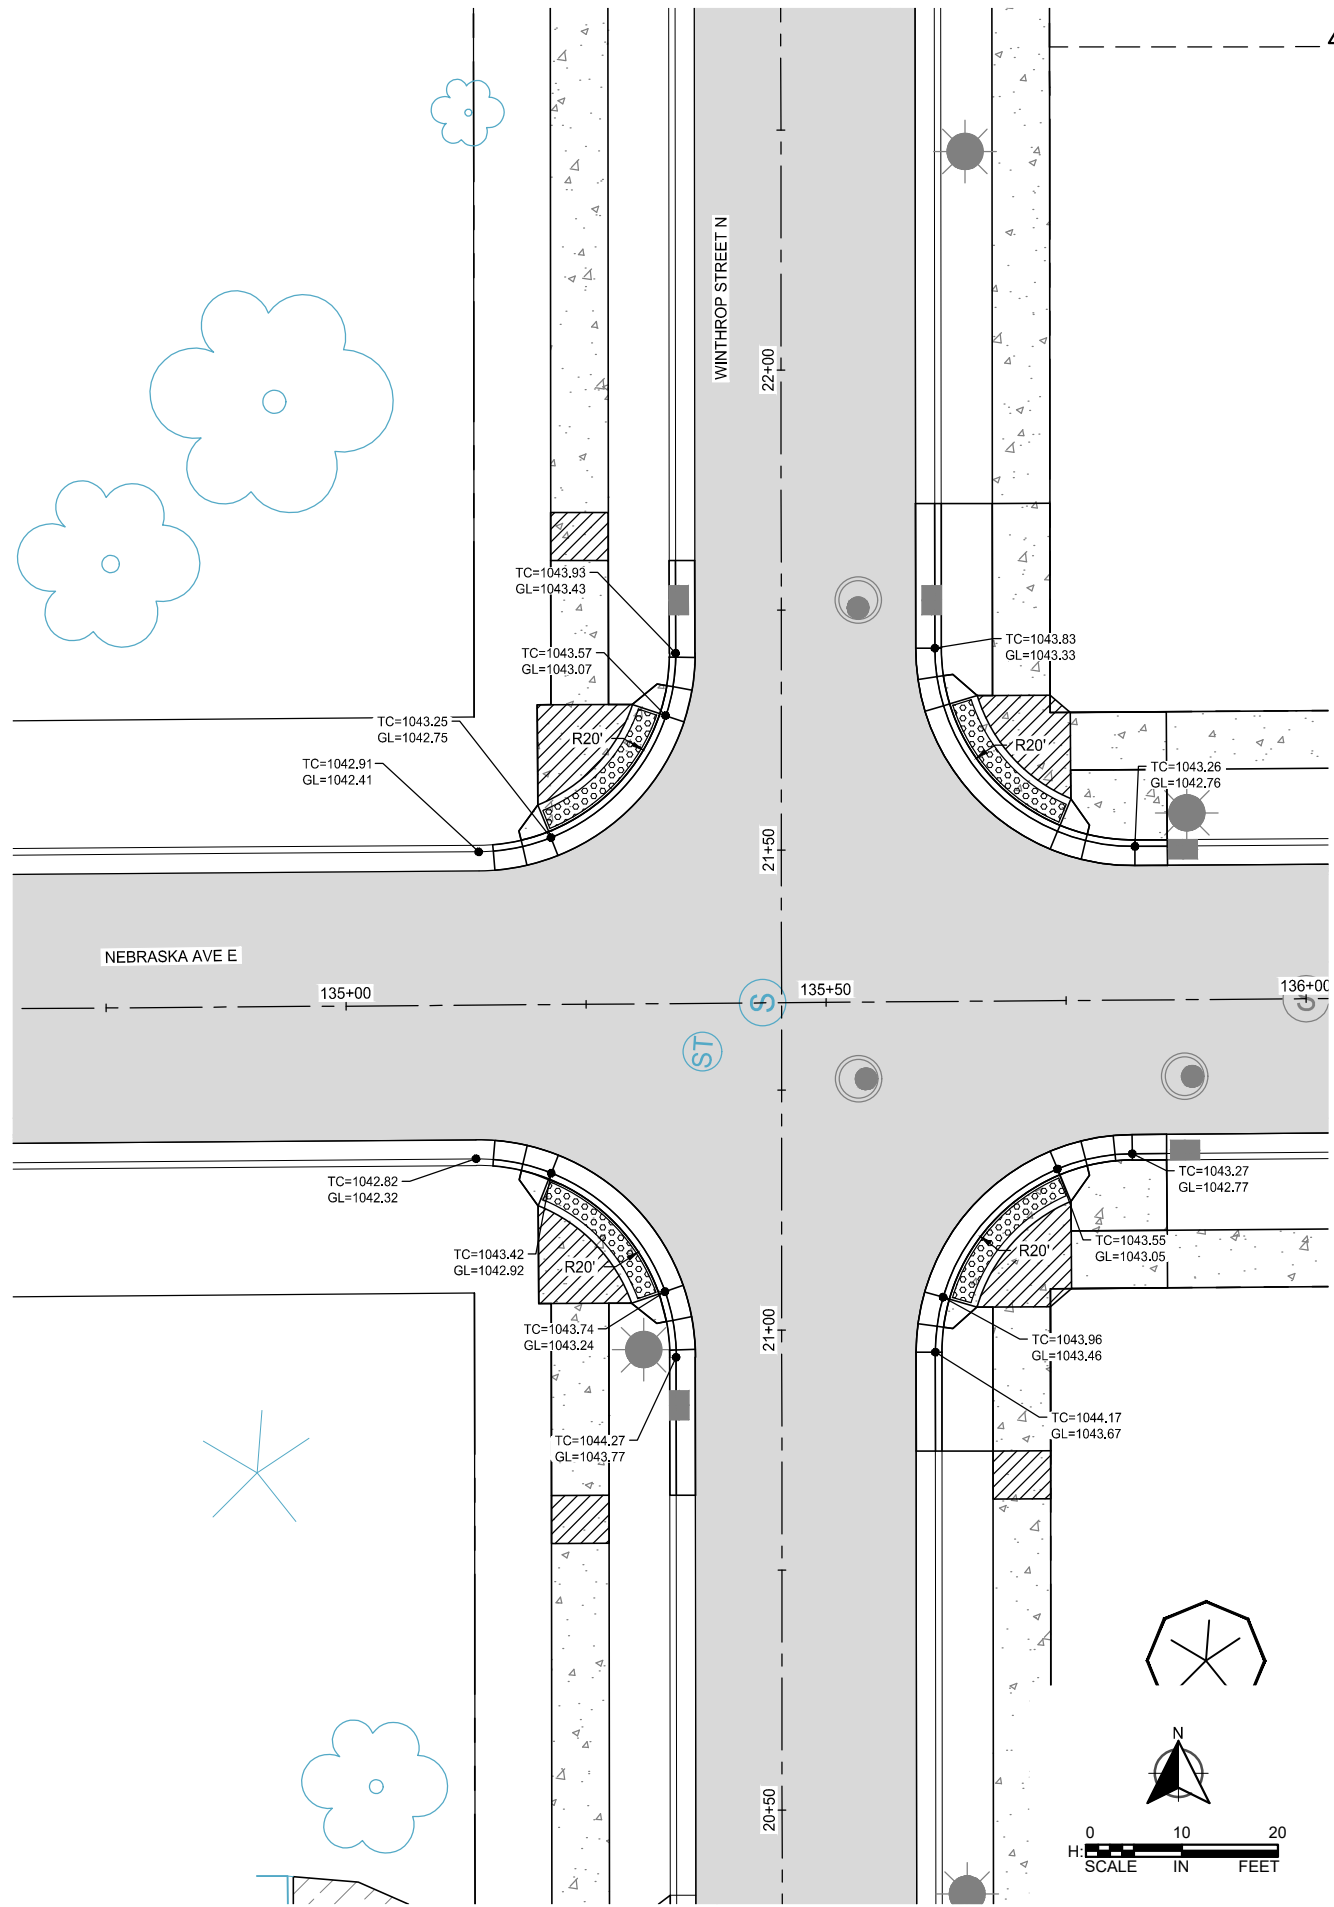 4
WINTHROP STREET N
22+00
TC=1043.93
GL=1043.43
TC=1043.83
GL=1043.33
TC=1043.57
GL=1043.07
TC=1043.25
GL=1042.75
R20'
R20'
TC=1042.91
GL=1042.41
TC=1043.26
GL=1042.76
21+50
NEBRASKA AVE E
135+00
S
135+50
136+00
G
ST
TC=1042.82
GL=1042.32
TC=1043.27
GL=1042.77
TC=1043.42
GL=1042.92
R20'
R20'
TC=1043.55
GL=1043.05
TC=1043.74
GL=1043.24
21+00
TC=1043.96
GL=1043.46
TC=1044.27
GL=1043.77
TC=1044.17
GL=1043.67
20+50
N
0 10 20
H:
SCALE IN FEET